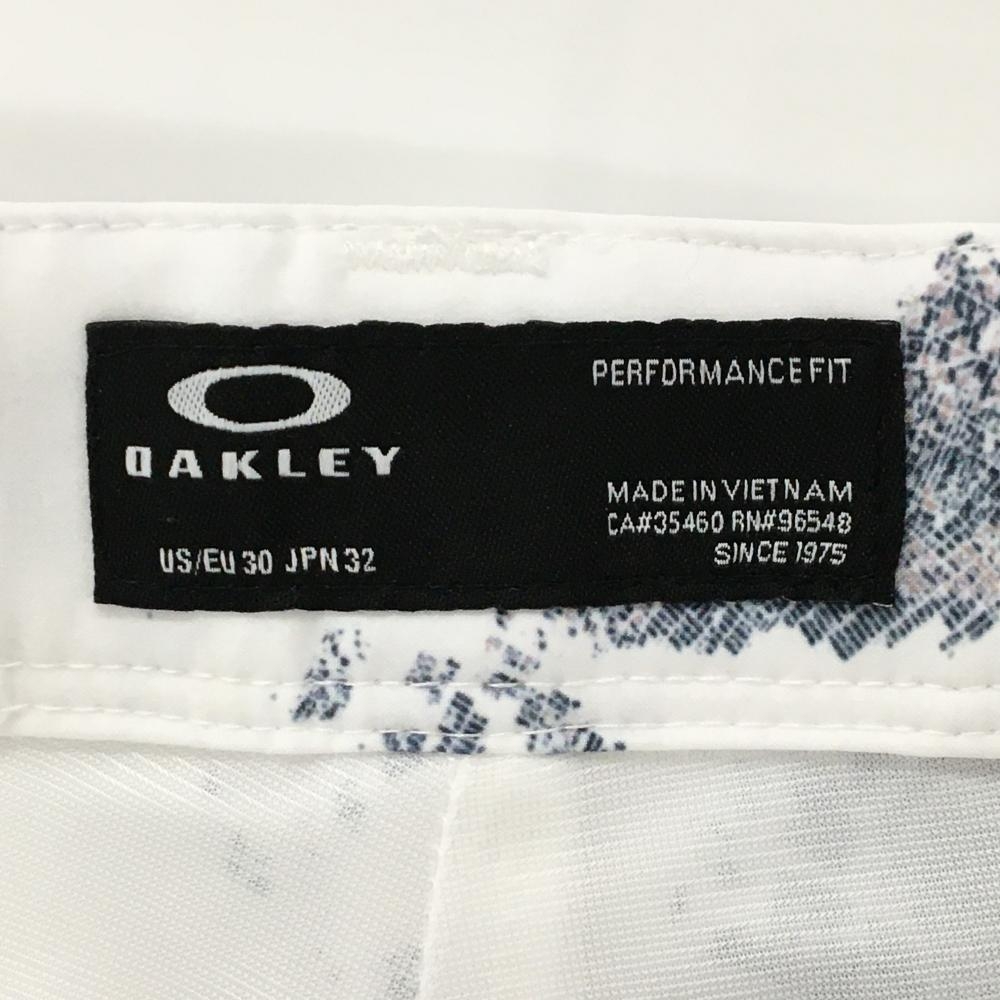 OAKLEY
US/EU 30 JPN 32
PERFORMANCE FIT
MADE IN VIETNAM
CA#35460 RN#96548
SINCE 1975